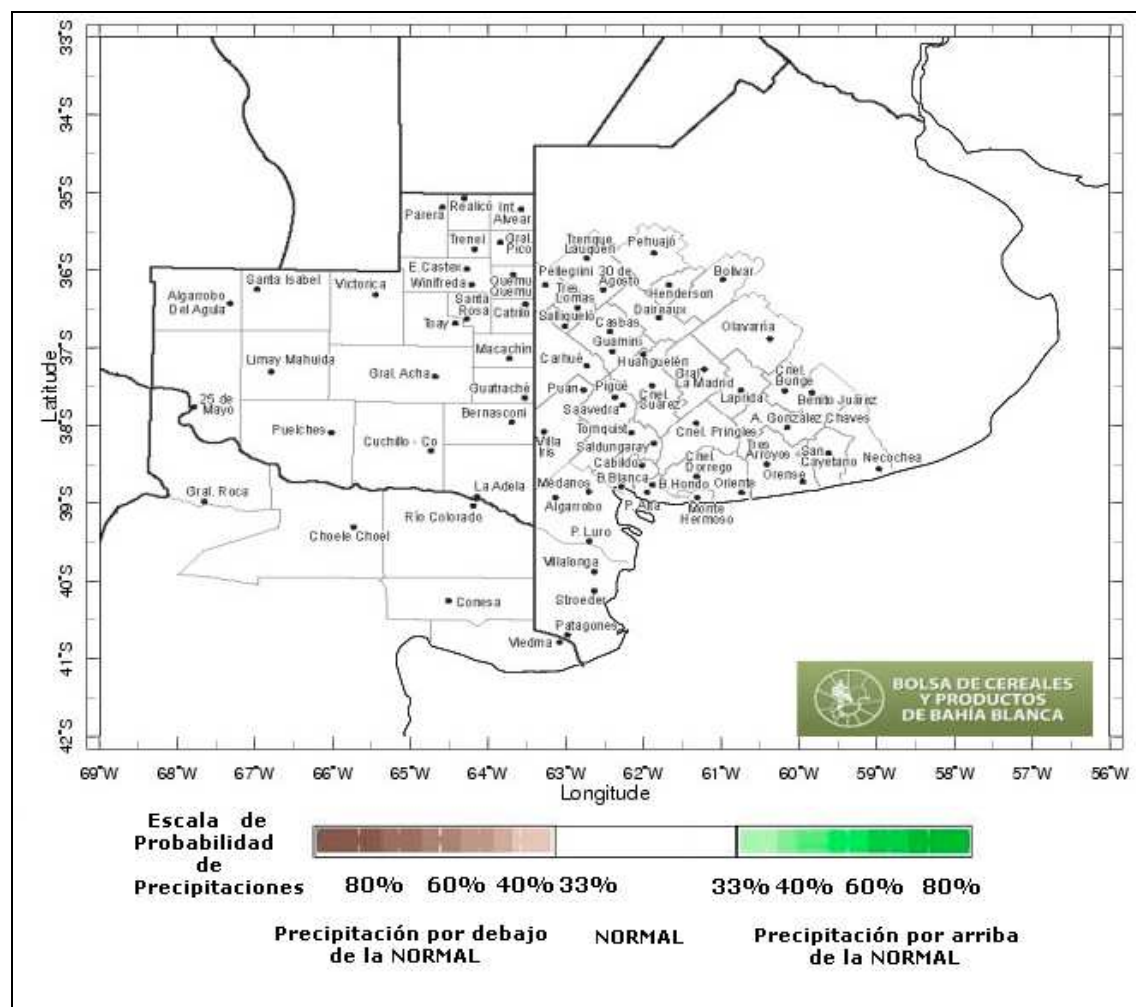 33°S
34°S
35°S
36°S
37°S
38°S
39°S
40°S
41°S
42°S
Latitude
Realicó
Parera
Int.
Alvear
Trenel
Gral.
Pico
E. Castex
Winifreda
Quemu
Quemu
Santa
Rosa
Catriló
Toay
Santa Isabel
Victorica
Algarrobo
Del Aguila
Limay Mahuida
Gral. Acha
Macachín
Guatraché
Bernasconi
25 de
Mayo
Puelches
Cuchillo - Co
La Adela
Gral. Roca
Río Colorado
Choele Choel
Conesa
Viedma
Trenque
Lauquen
Pehuajó
Pellegrini
30 de
Agosto
Bolivar
Tres
Lomas
Henderson
Salliqueló
Daireaux
Casbas
Olavarria
Guamini
Carhué
Huanguelén
Gral
La Madrid
Cnel.
Bunge
Puan
Pigüé
Cnel.
Suárez
Laprida
Benito Juárez
Saavedra
A. González Chaves
Tornquist
Cnel. Pringles
Villa
Iris
Saldungaray
Tres
Arroyos
San
Cayetano
Necochea
Cabildo
Cnel.
Dorrego
Orense
Médanos
B.Blanca
B.Hondo
Oriente
Algarrobo
P. Alta
Monte
Hermoso
P. Luro
Villalonga
Stroeder
Patagones
BOLSA DE CEREALES
Y PRODUCTOS
DE BAHÍA BLANCA
69°W 68°W 67°W 66°W 65°W 64°W 63°W 62°W 61°W 60°W 59°W 58°W 57°W 56°W
Longitude
Escala de
Probabilidad
de
Precipitaciones
80% 60% 40% 33% 33% 40% 60% 80%
Precipitación por debajo
de la NORMAL
NORMAL
Precipitación por arriba
de la NORMAL